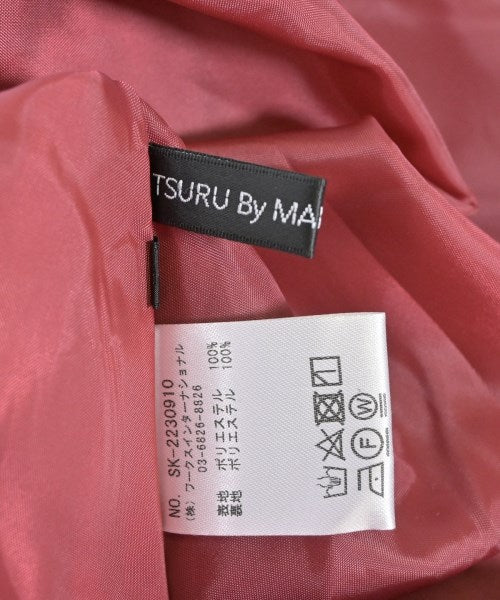 TSURU By MA
表地 ポリエステル 100%
裏地 ポリエステル 100%
NO. SK-2230910
(株) ワークスインターナショナル
03-6826-8826